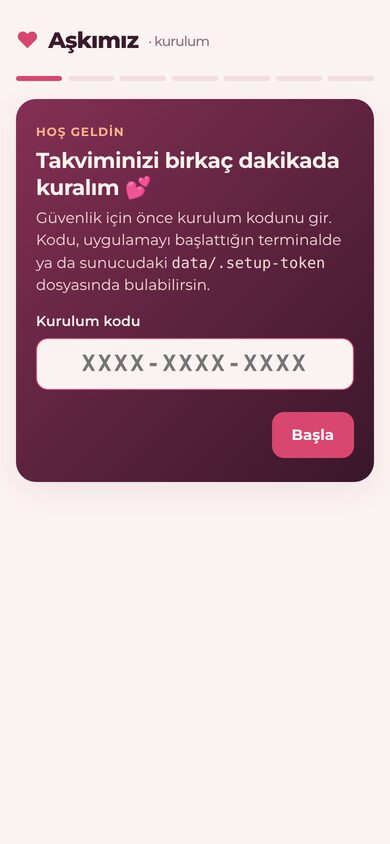 Aşkımız · kurulum
HOŞ GELDİN
Takviminizi birkaç dakikada
kuralım 💕
Güvenlik için önce kurulum kodunu gir.
Kodu, uygulamayı başlattığın terminalde
ya da sunucudaki data/.setup-token
dosyasında bulabilirsin.
Kurulum kodu
XXXX-XXXX-XXXX
Başla